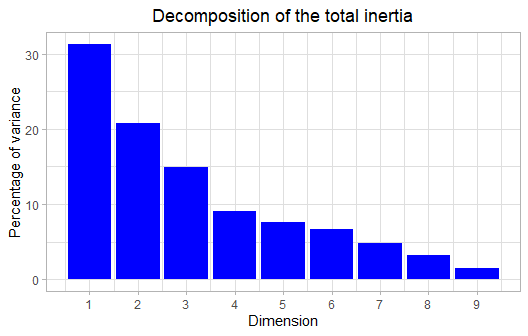 Decomposition of the total inertia
Percentage of variance
30
20
10
0
1 2 3 4 5 6 7 8 9
Dimension